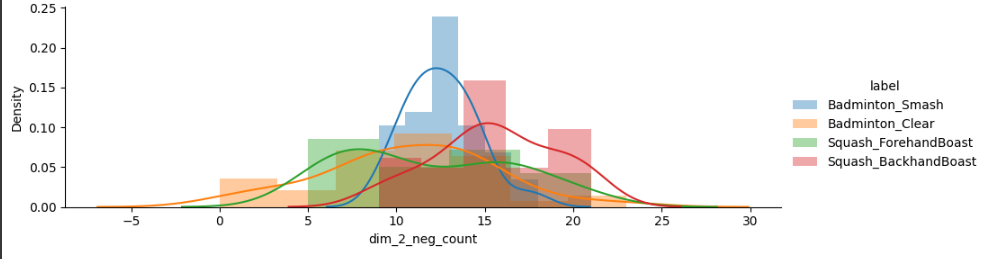 0.25
0.20
0.15
0.10
0.05
0.00
Density
−5
0
5
10
15
20
25
30
dim_2_neg_count
label
Badminton_Smash
Badminton_Clear
Squash_ForehandBoast
Squash_BackhandBoast